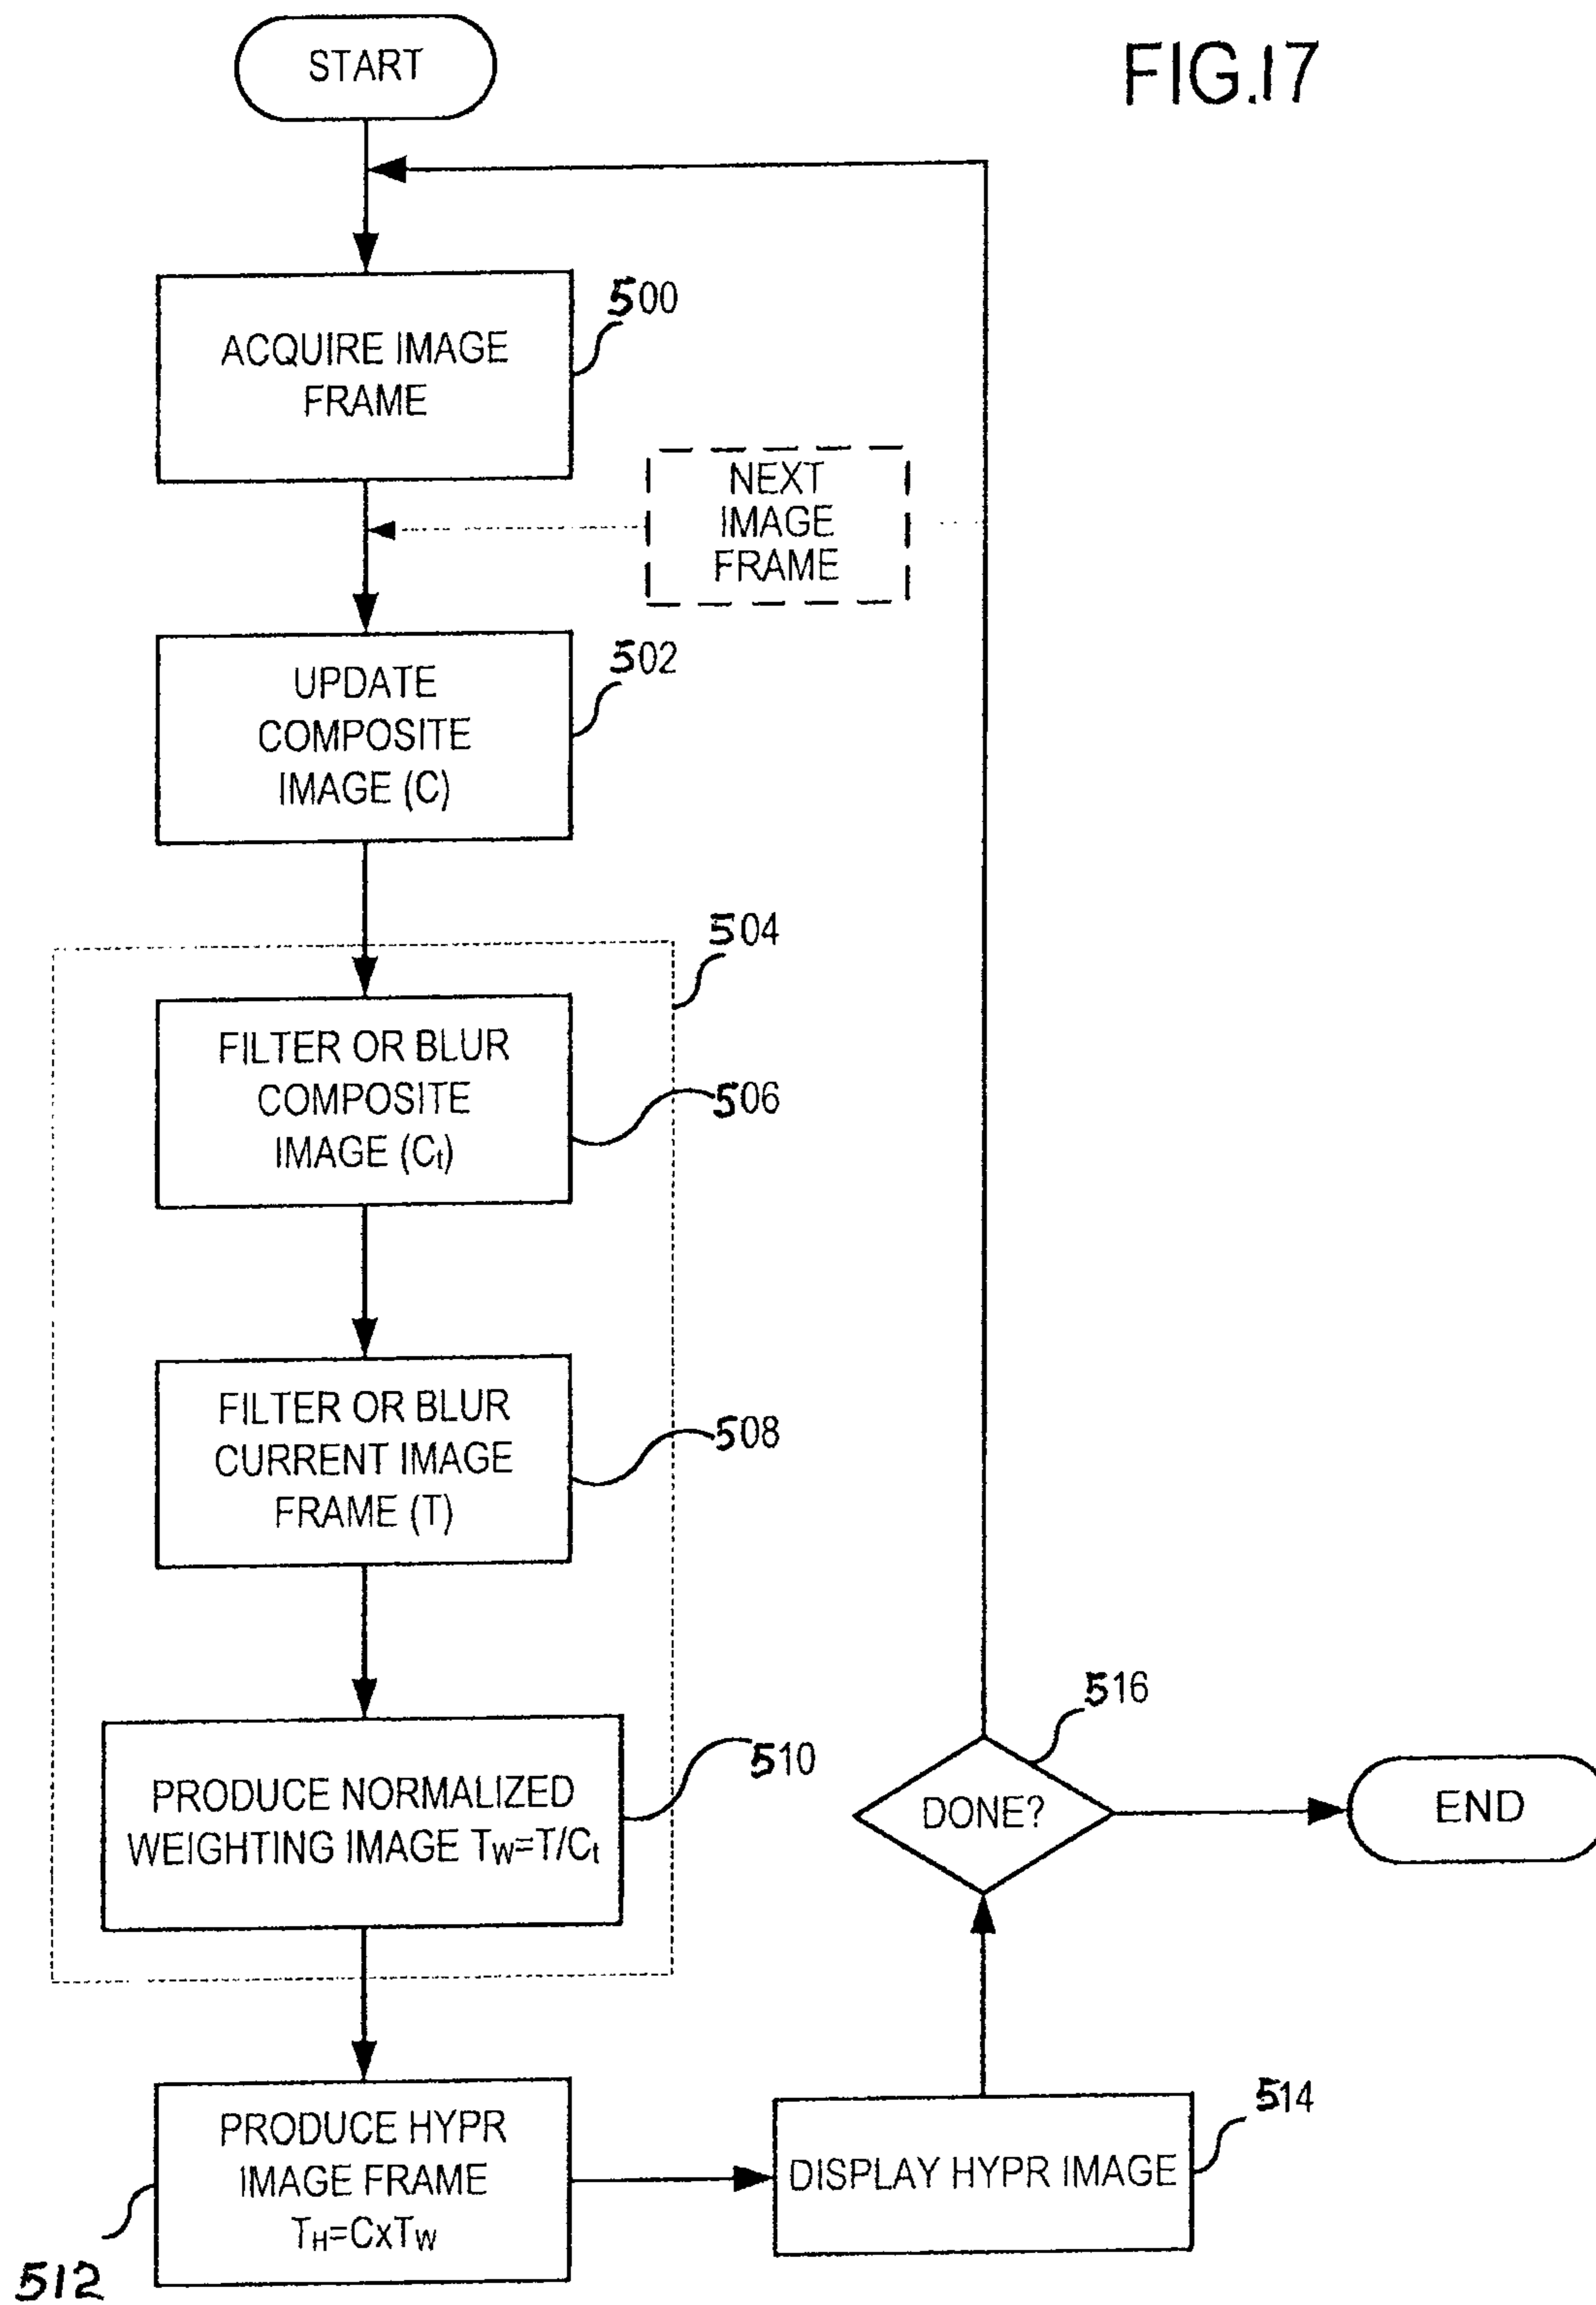 FIG.17
START
500
ACQUIRE IMAGE
FRAME
NEXT
IMAGE
FRAME
502
UPDATE
COMPOSITE
IMAGE (C)
504
FILTER OR BLUR
COMPOSITE
IMAGE (Ct)
506
FILTER OR BLUR
CURRENT IMAGE
FRAME (T)
508
510
PRODUCE NORMALIZED
WEIGHTING IMAGE TW=T/Ct
516
DONE?
END
PRODUCE HYPR
IMAGE FRAME
TH=CxTW
512
514
DISPLAY HYPR IMAGE